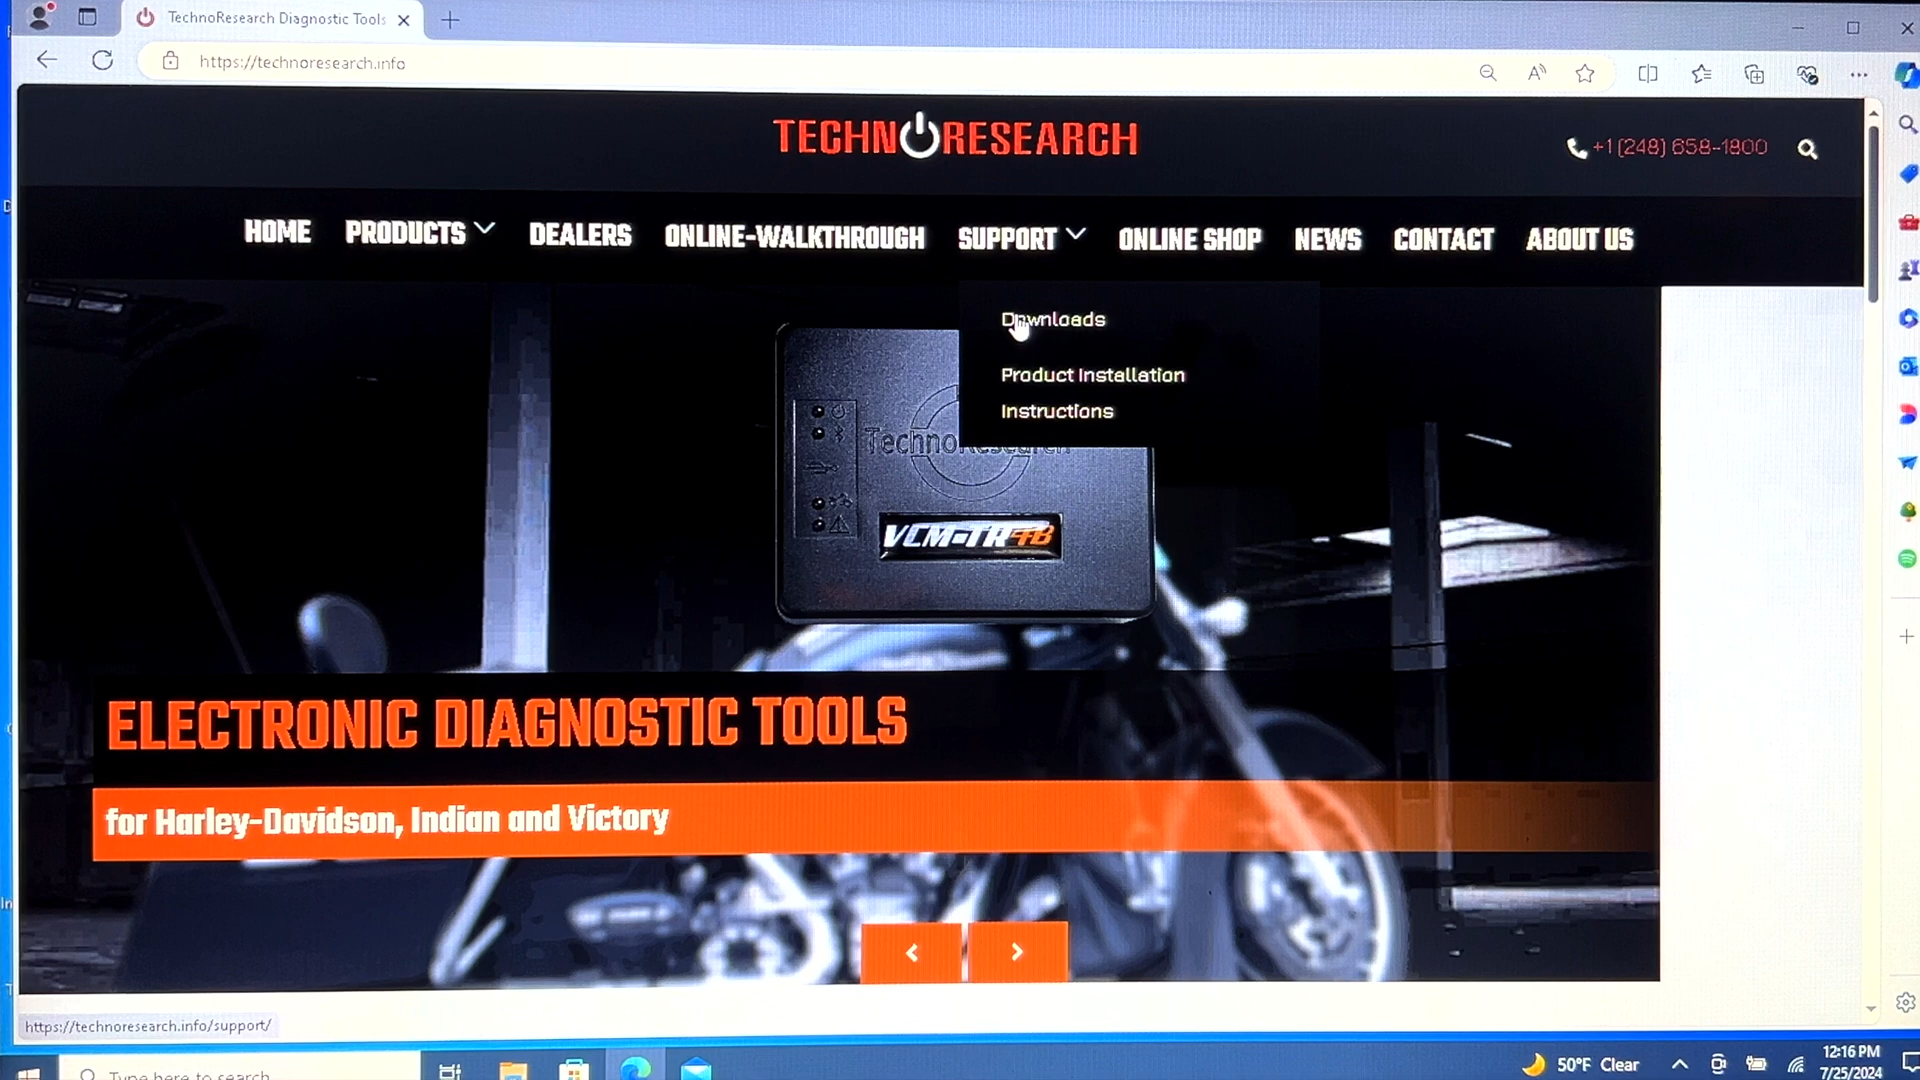 TechnoResearch Diagnostic Tools
https://technoresearch.info
TECHNORESEARCH
+1 (248) 658-1800
HOME
PRODUCTS
DEALERS
ONLINE-WALKTHROUGH
SUPPORT
ONLINE SHOP
NEWS
CONTACT
ABOUT US
Downloads
Product Installation
Instructions
TechnoResearch
VCM-TR4B
ELECTRONIC DIAGNOSTIC TOOLS
for Harley-Davidson, Indian and Victory
https://technoresearch.info/support/
Type here to search
50°F Clear
12:16 PM
7/25/2024